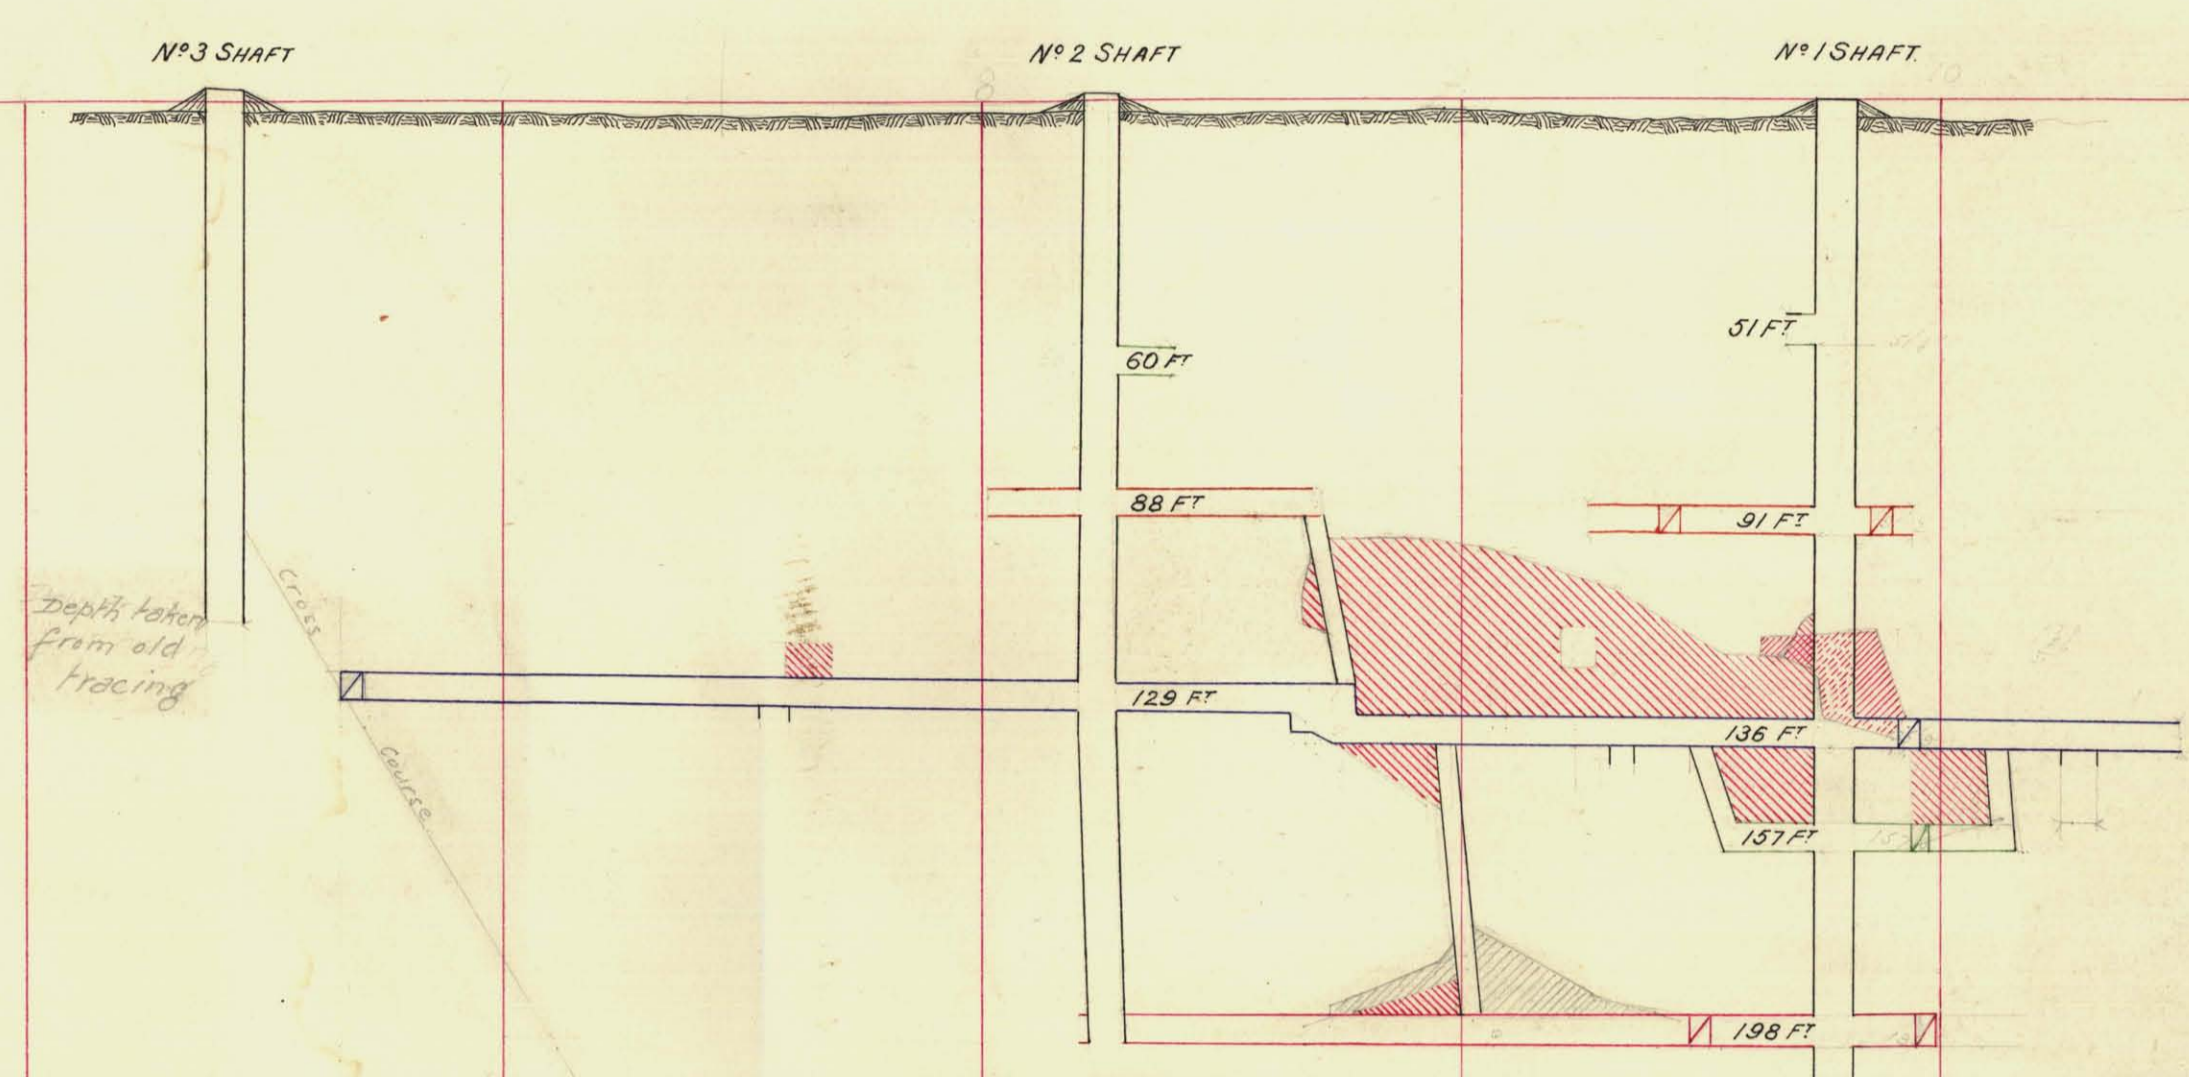 Nº 3 SHAFT
Nº 2 SHAFT
Nº 1 SHAFT.
51 FT
60 FT
88 FT
91 FT
Cross
Depth taken
from old
tracing
129 FT
136 FT
Course
157 FT
198 FT